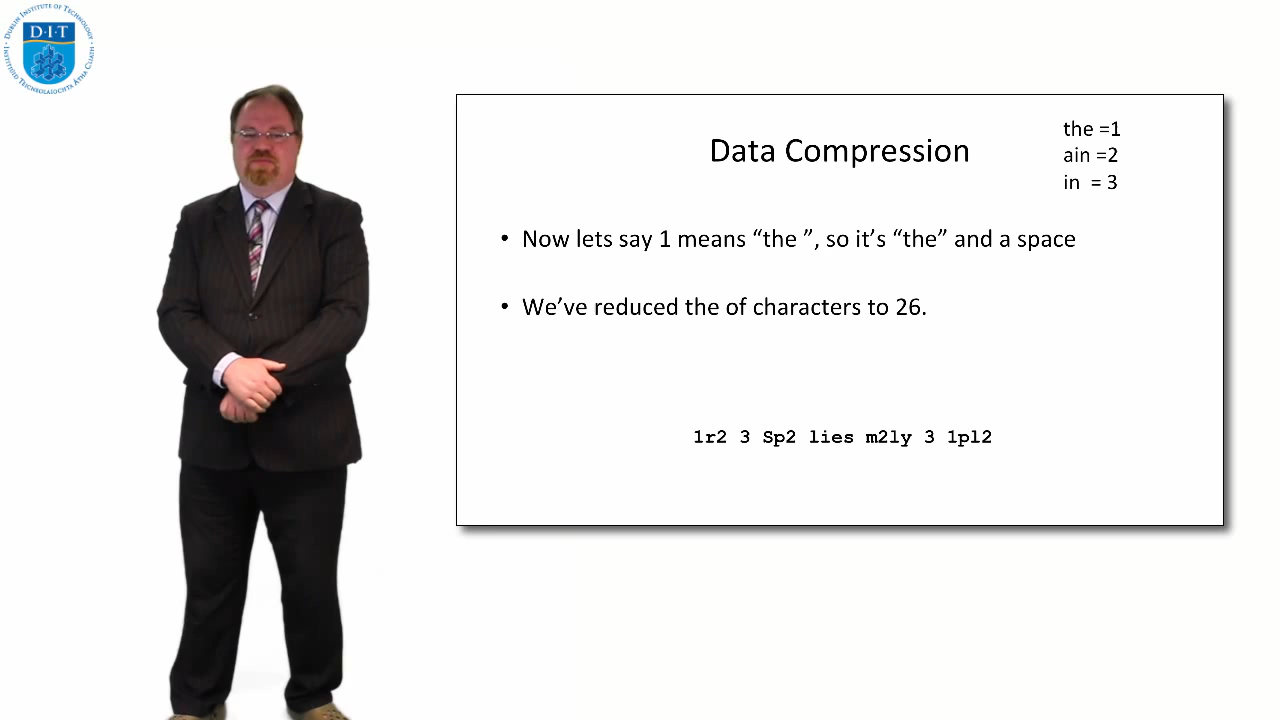 DUBLIN INSTITUTE OF TECHNOLOGY
D·I·T
INSTITIÚID TEICNEOLAÍOCHTA ÁTHA CLIATH
the =1
ain =2
in = 3
Data Compression
• Now lets say 1 means “the ”, so it’s “the” and a space
• We’ve reduced the of characters to 26.
1r2 3 Sp2 lies m2ly 3 1pl2